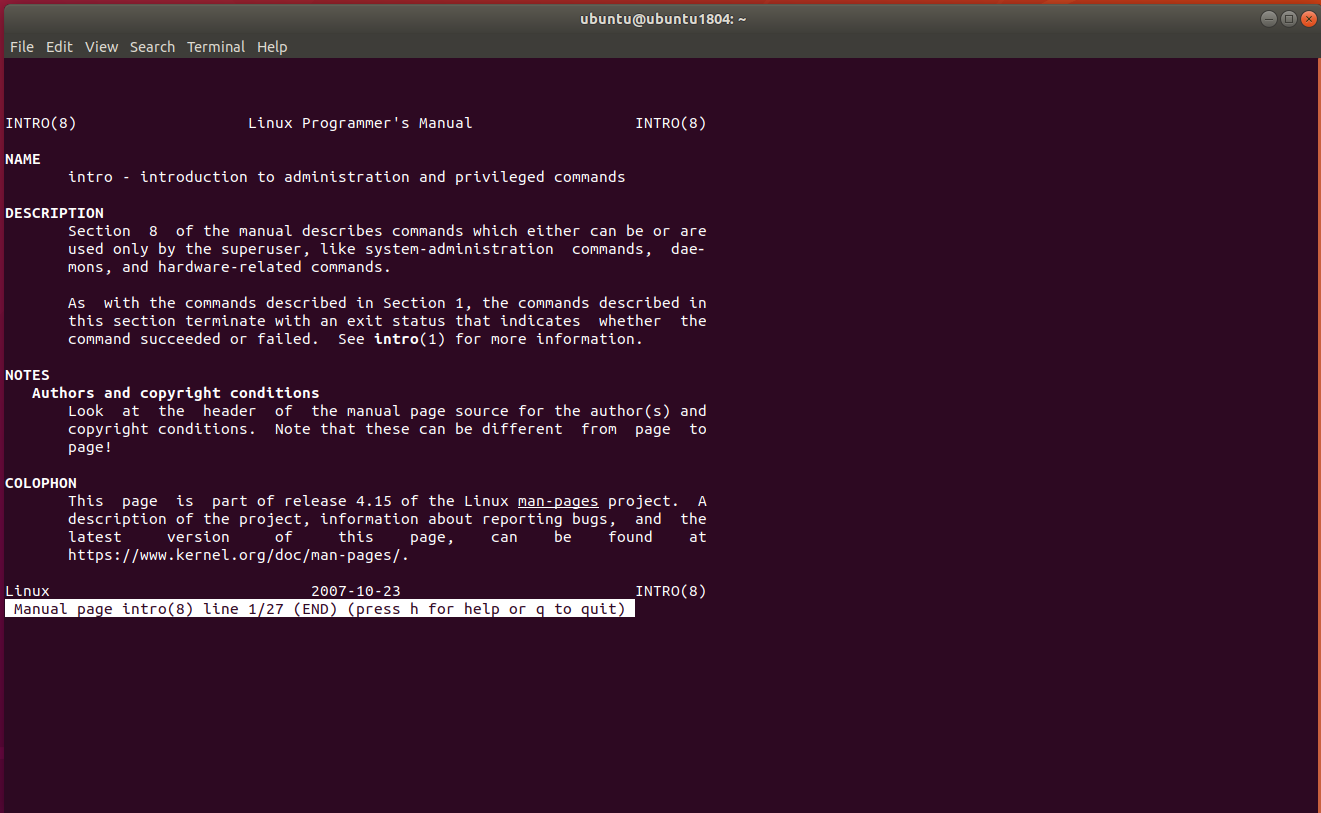 ubuntu@ubuntu1804: ~
File Edit View Search Terminal Help
INTRO(8)                   Linux Programmer's Manual                  INTRO(8)
NAME
       intro - introduction to administration and privileged commands
DESCRIPTION
       Section  8  of the manual describes commands which either can be or are
       used only by the superuser, like system-administration  commands,  dae-
       mons, and hardware-related commands.
       As  with the commands described in Section 1, the commands described in
       this section terminate with an exit status that indicates  whether  the
       command succeeded or failed.  See intro(1) for more information.
NOTES
   Authors and copyright conditions
       Look  at  the  header  of  the manual page source for the author(s) and
       copyright conditions.  Note that these can be different  from  page  to
       page!
COLOPHON
       This  page  is  part of release 4.15 of the Linux man-pages project.  A
       description of the project, information about reporting bugs,  and  the
       latest     version     of     this     page,    can    be    found    at
       https://www.kernel.org/doc/man-pages/.
Linux                             2007-10-23                          INTRO(8)
 Manual page intro(8) line 1/27 (END) (press h for help or q to quit)